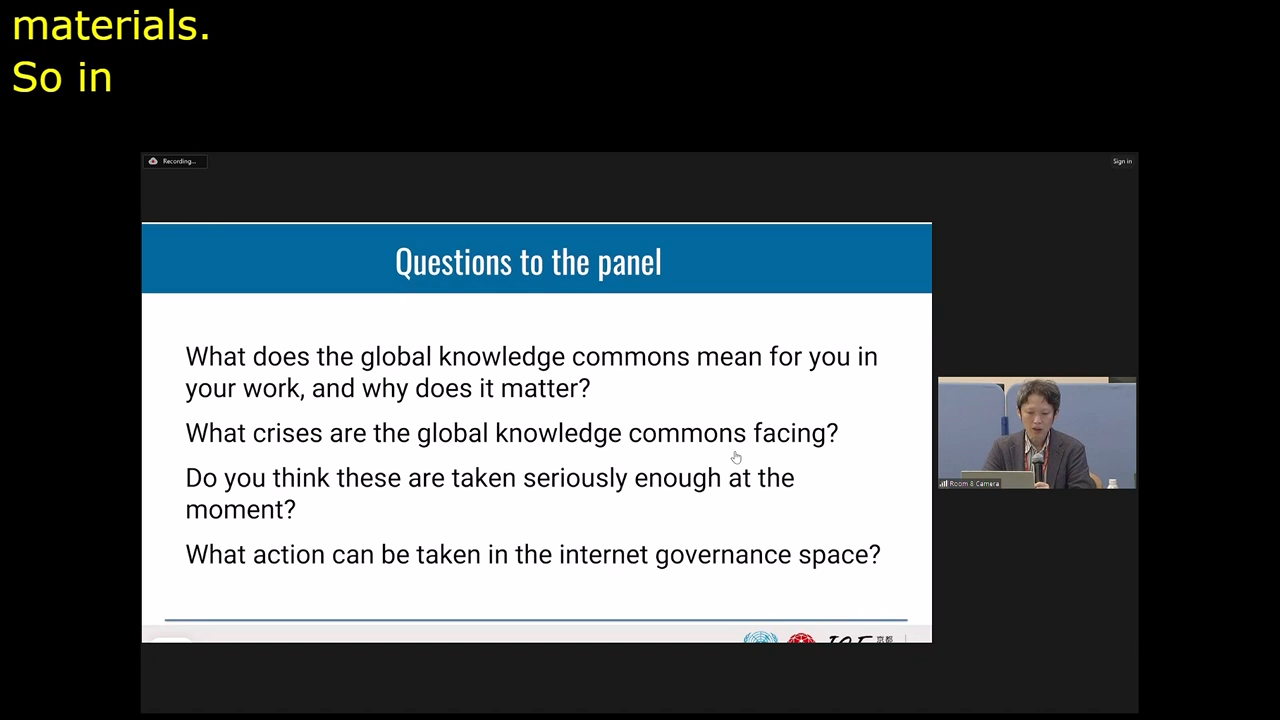 materials.
So in
Recording...
Sign in
Questions to the panel
What does the global knowledge commons mean for you in
your work, and why does it matter?
What crises are the global knowledge commons facing?
Do you think these are taken seriously enough at the
moment?
What action can be taken in the internet governance space?
Room 8 Camera
IGF
京都